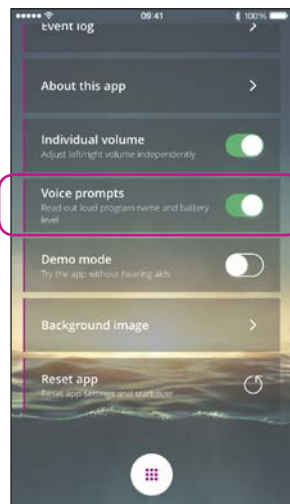 09:41
100%
Event log
About this app
Individual volume
Adjust left/right volume independently
Voice prompts
Read out loud program name and battery
level
Demo mode
Try the app without hearing aids
Background image
Reset app
Reset app settings and start over